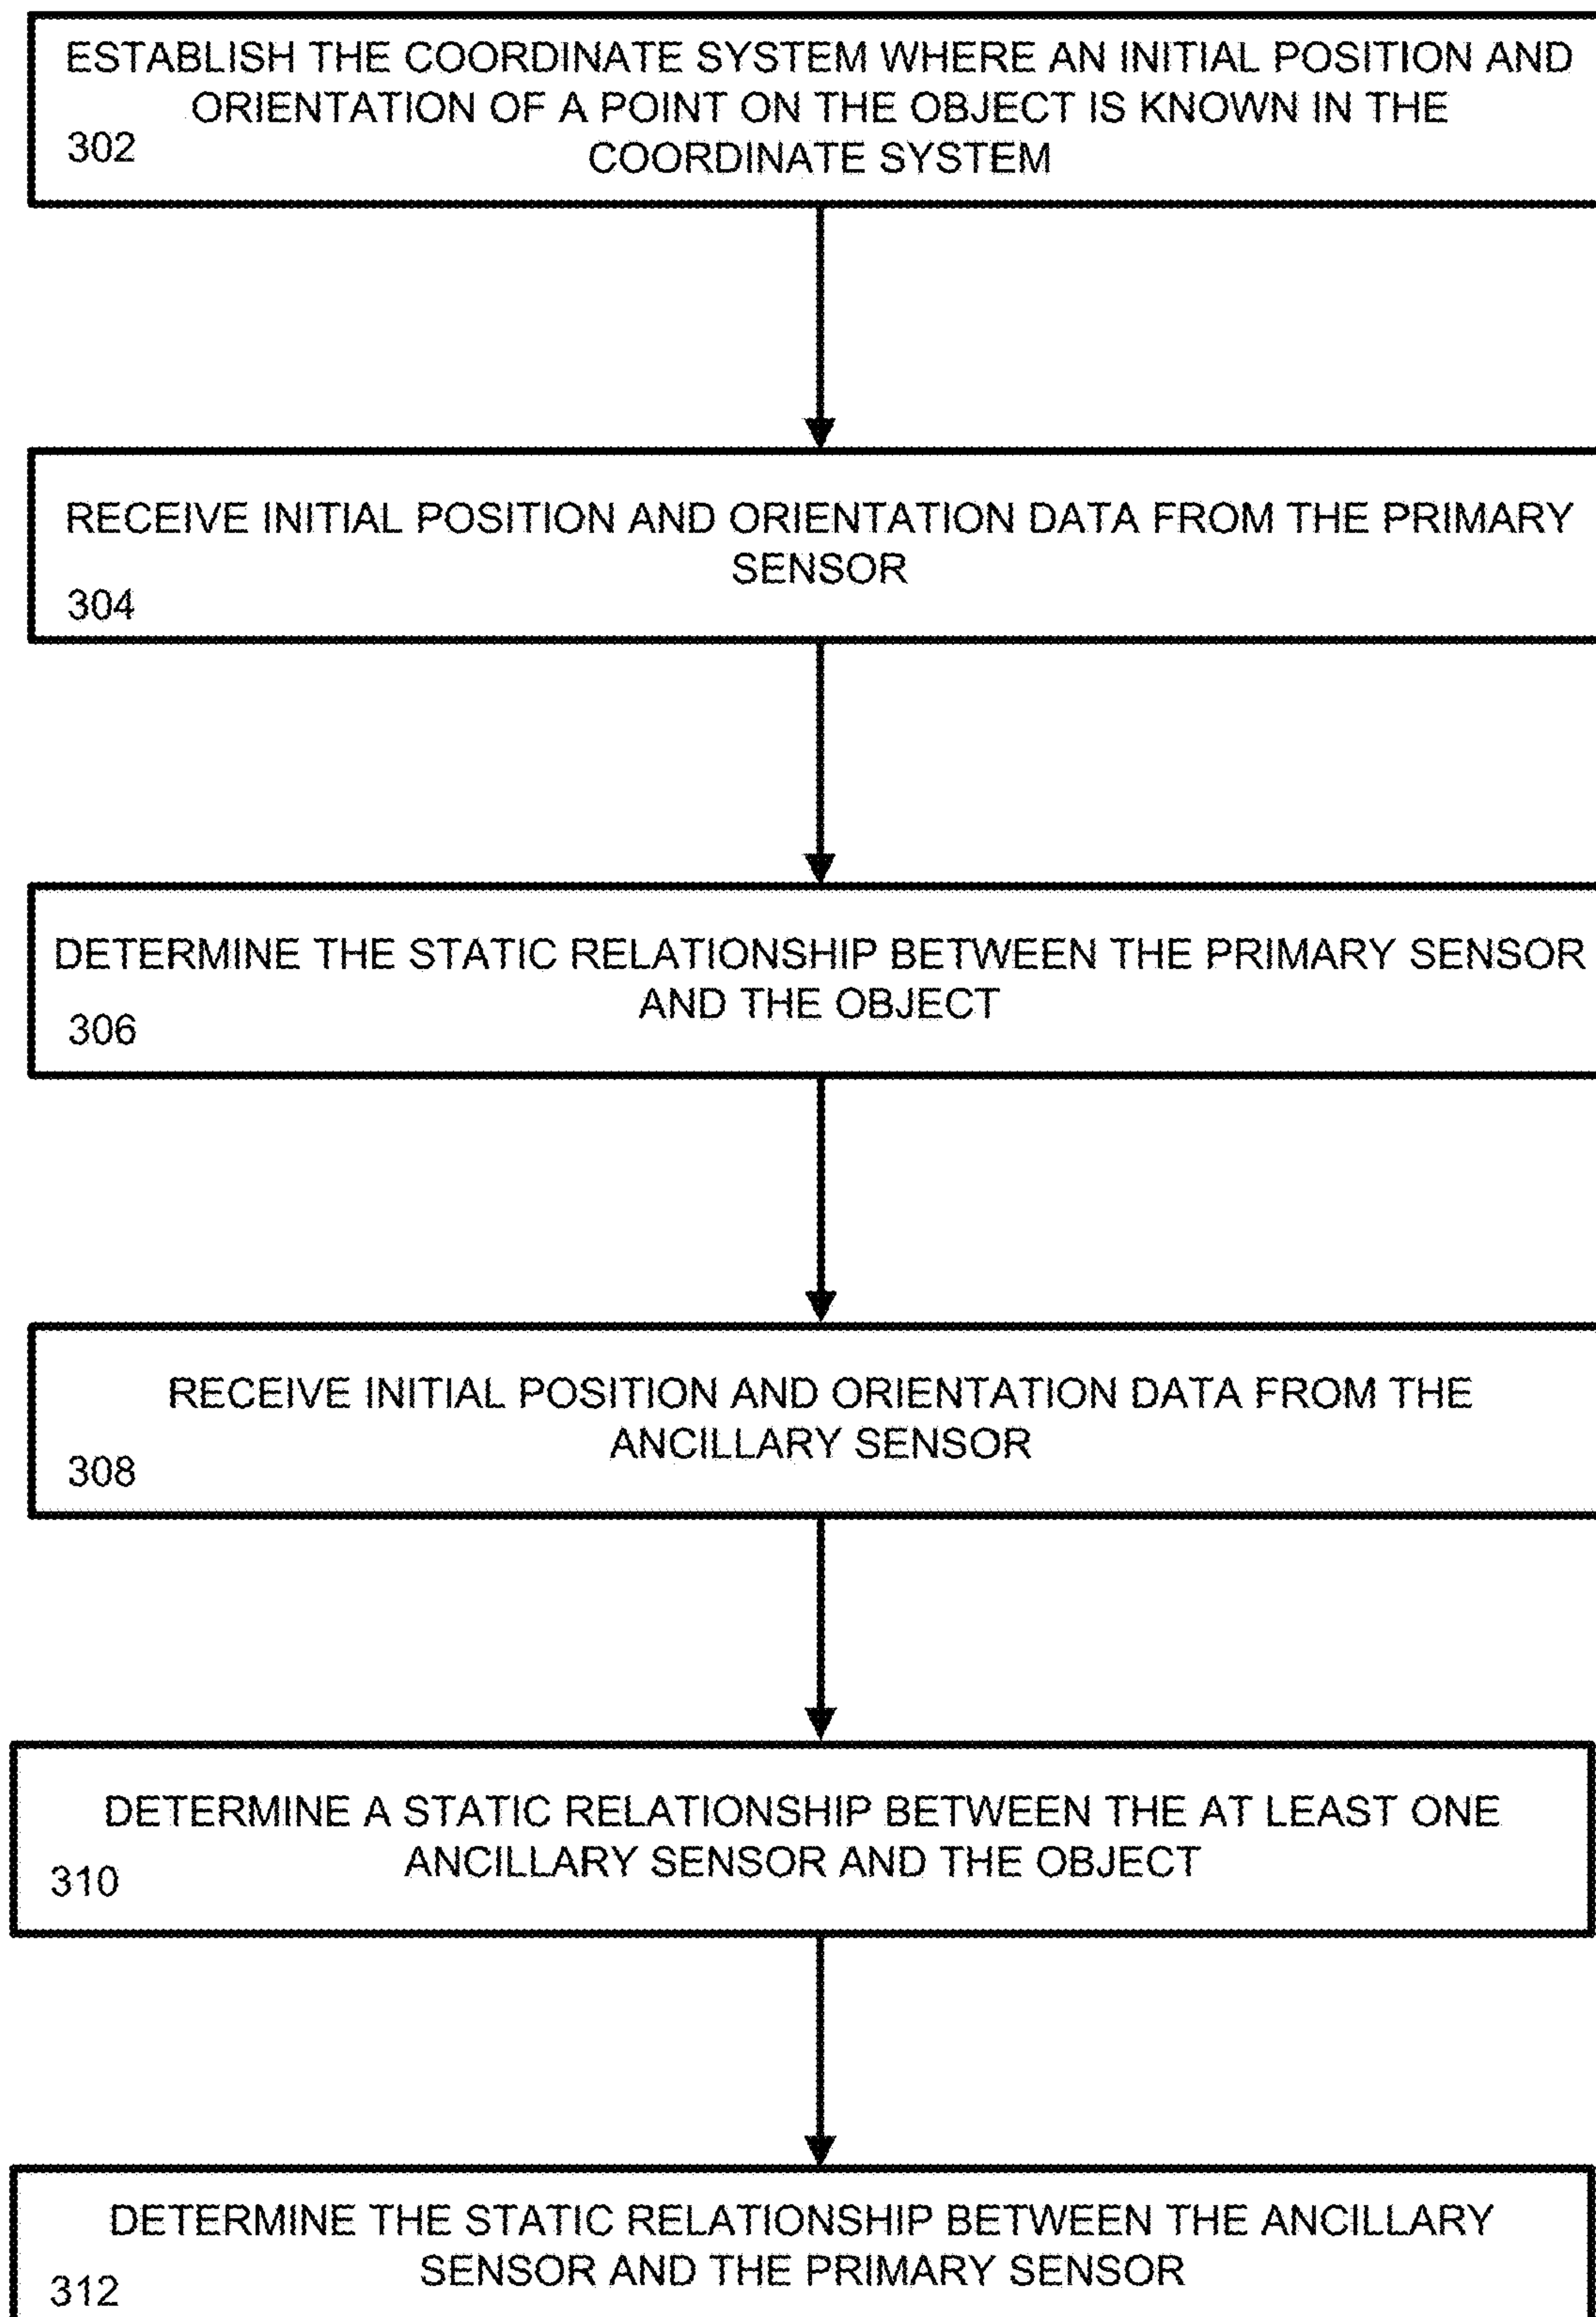 ESTABLISH THE COORDINATE SYSTEM WHERE AN INITIAL POSITION AND
ORIENTATION OF A POINT ON THE OBJECT IS KNOWN IN THE
302
COORDINATE SYSTEM
RECEIVE INITIAL POSITION AND ORIENTATION DATA FROM THE PRIMARY
SENSOR
304
DETERMINE THE STATIC RELATIONSHIP BETWEEN THE PRIMARY SENSOR
AND THE OBJECT
306
RECEIVE INITIAL POSITION AND ORIENTATION DATA FROM THE
ANCILLARY SENSOR
308
DETERMINE A STATIC RELATIONSHIP BETWEEN THE AT LEAST ONE
ANCILLARY SENSOR AND THE OBJECT
310
DETERMINE THE STATIC RELATIONSHIP BETWEEN THE ANCILLARY
SENSOR AND THE PRIMARY SENSOR
312